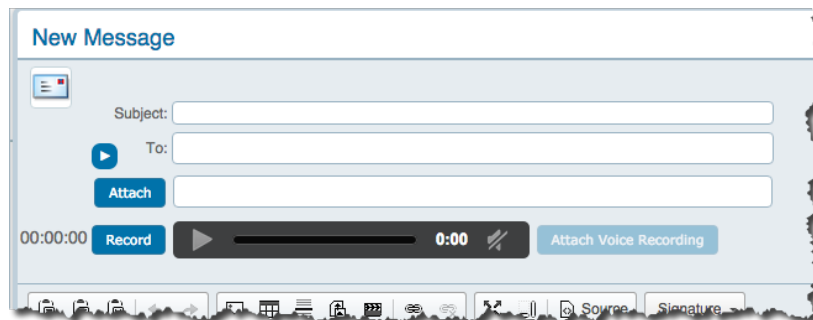 New Message
Subject:
To:
Attach
00:00:00 Record 0:00 Attach Voice Recording
Source Signature